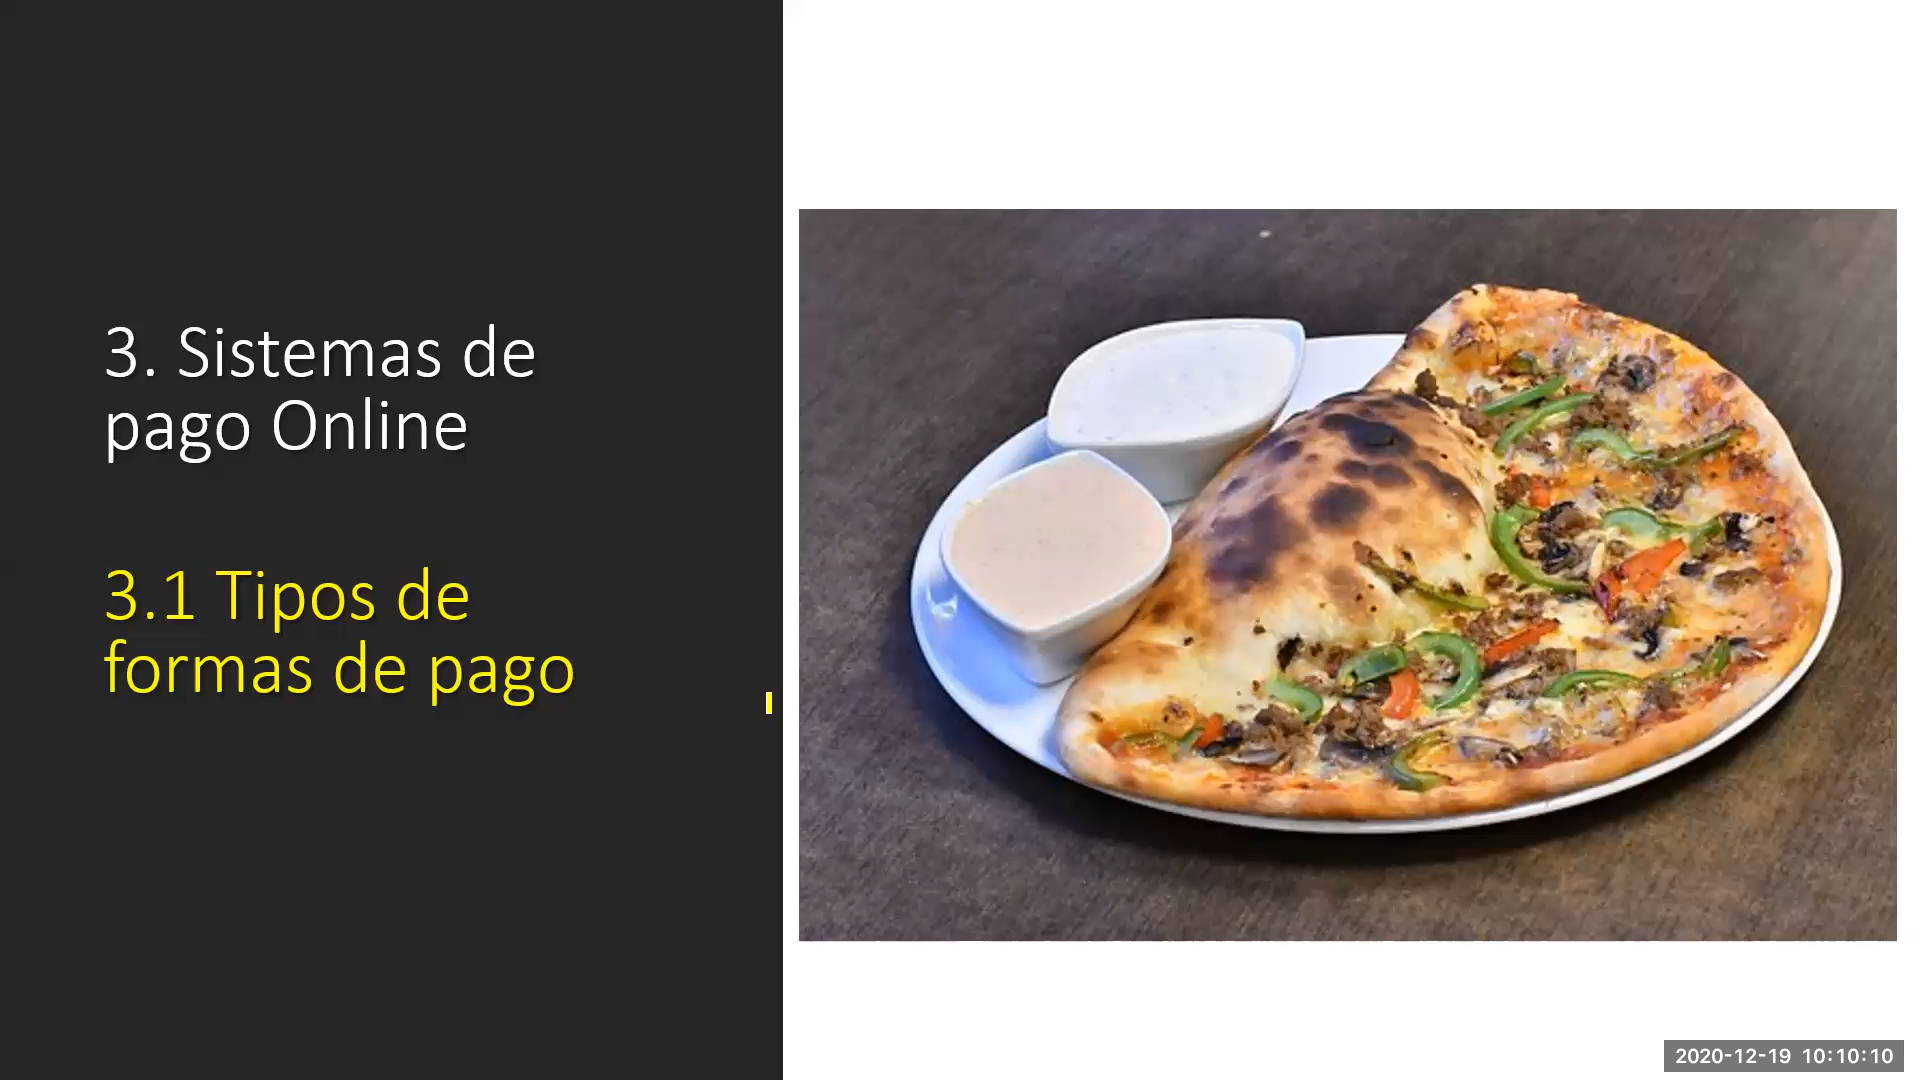 3. Sistemas de
pago Online
3.1 Tipos de
formas de pago
2020-12-19 10:10:10